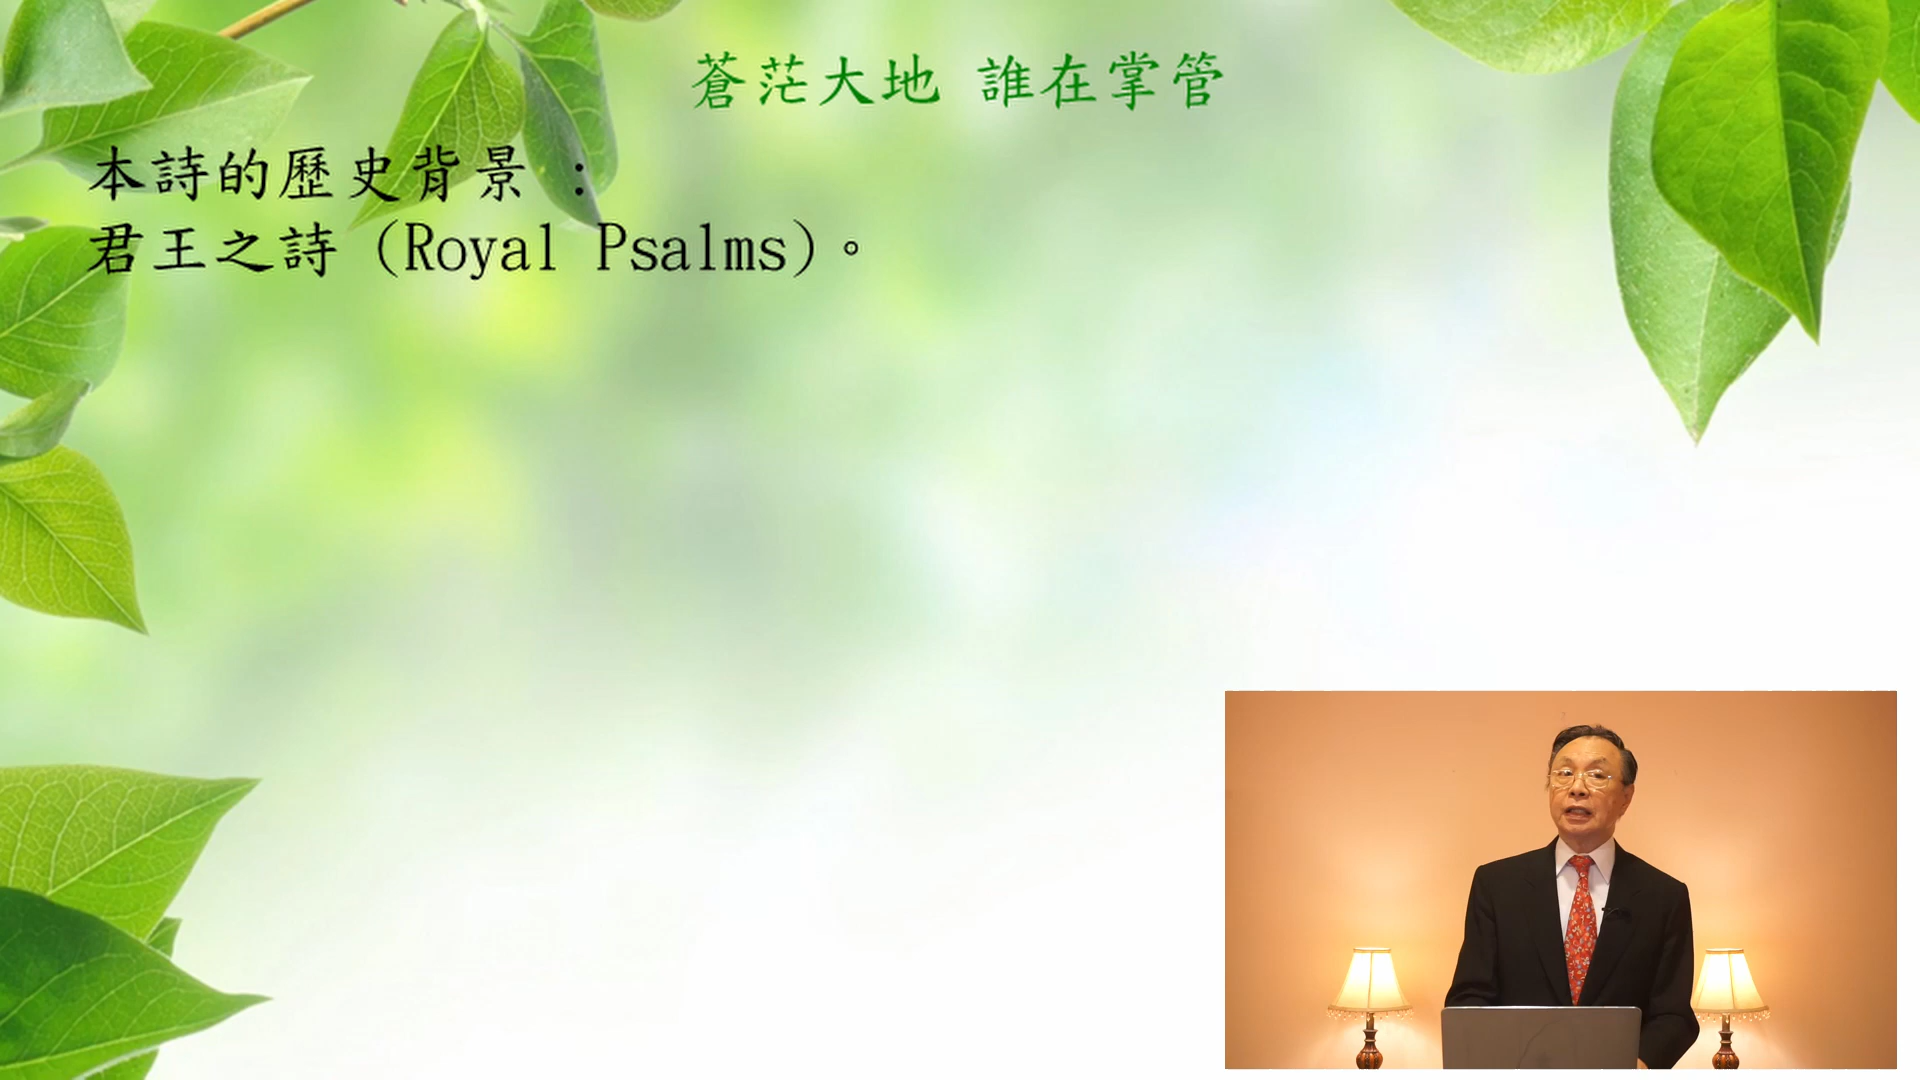 蒼茫大地 誰在掌管
本詩的歷史背景 :
君王之詩 (Royal Psalms)。